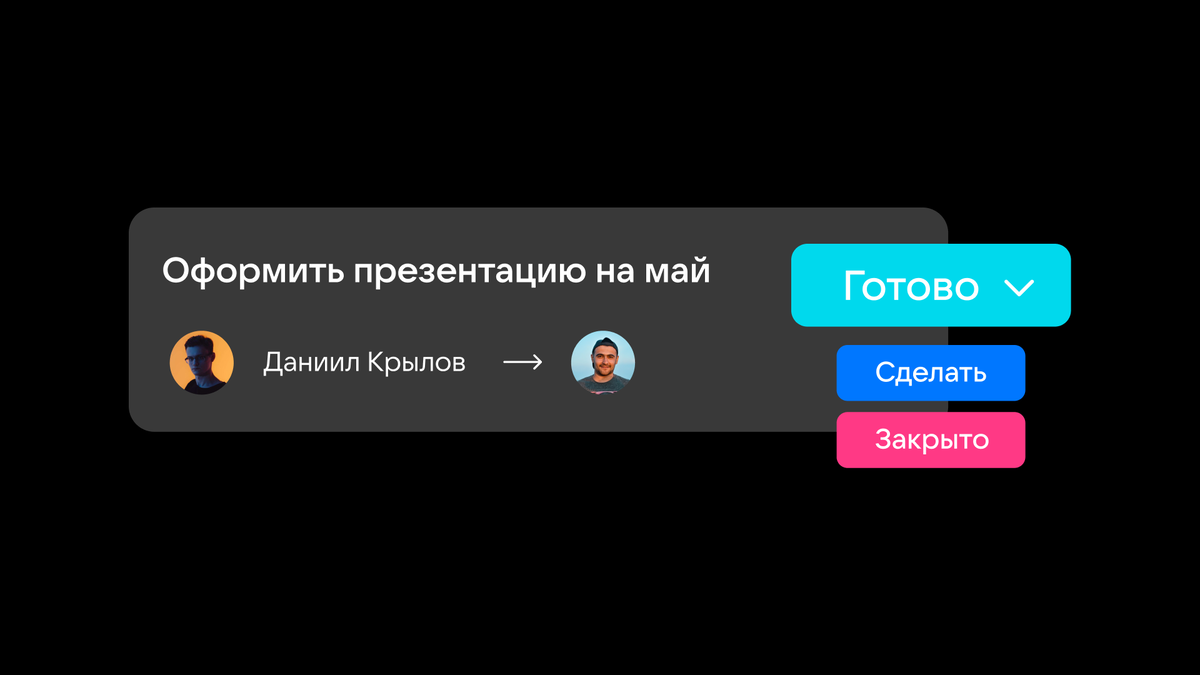 Оформить презентацию на май
Готово
Даниил Крылов
Сделать
Закрыто